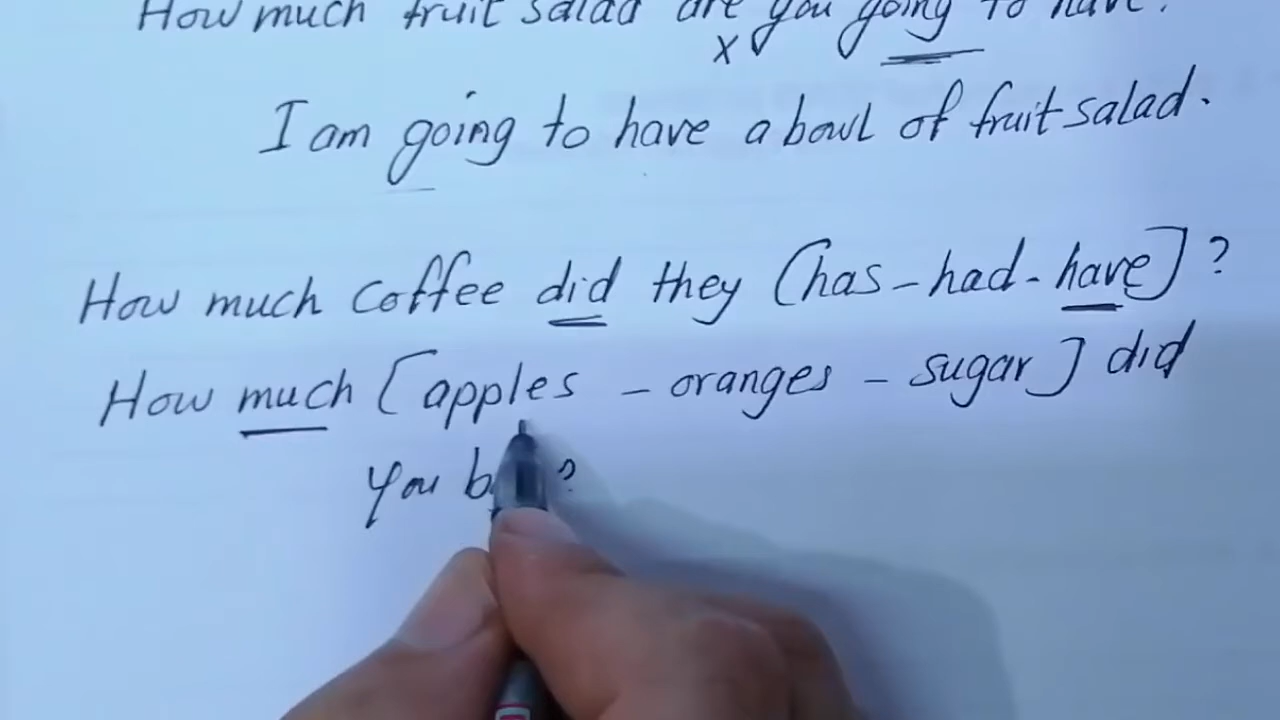 How much fruit salad are you going to have?
x
I am going to have a bowl of fruit salad.
How much coffee did they (has - had - have] ?
How much [apples - oranges - sugar] did
you ?